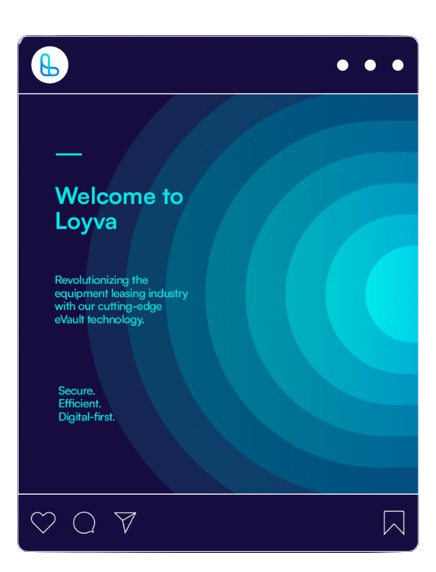 Welcome to
Loyva
Revolutionizing the
equipment leasing industry
with our cutting-edge
eVault technology.
Secure.
Efficient.
Digital-first.